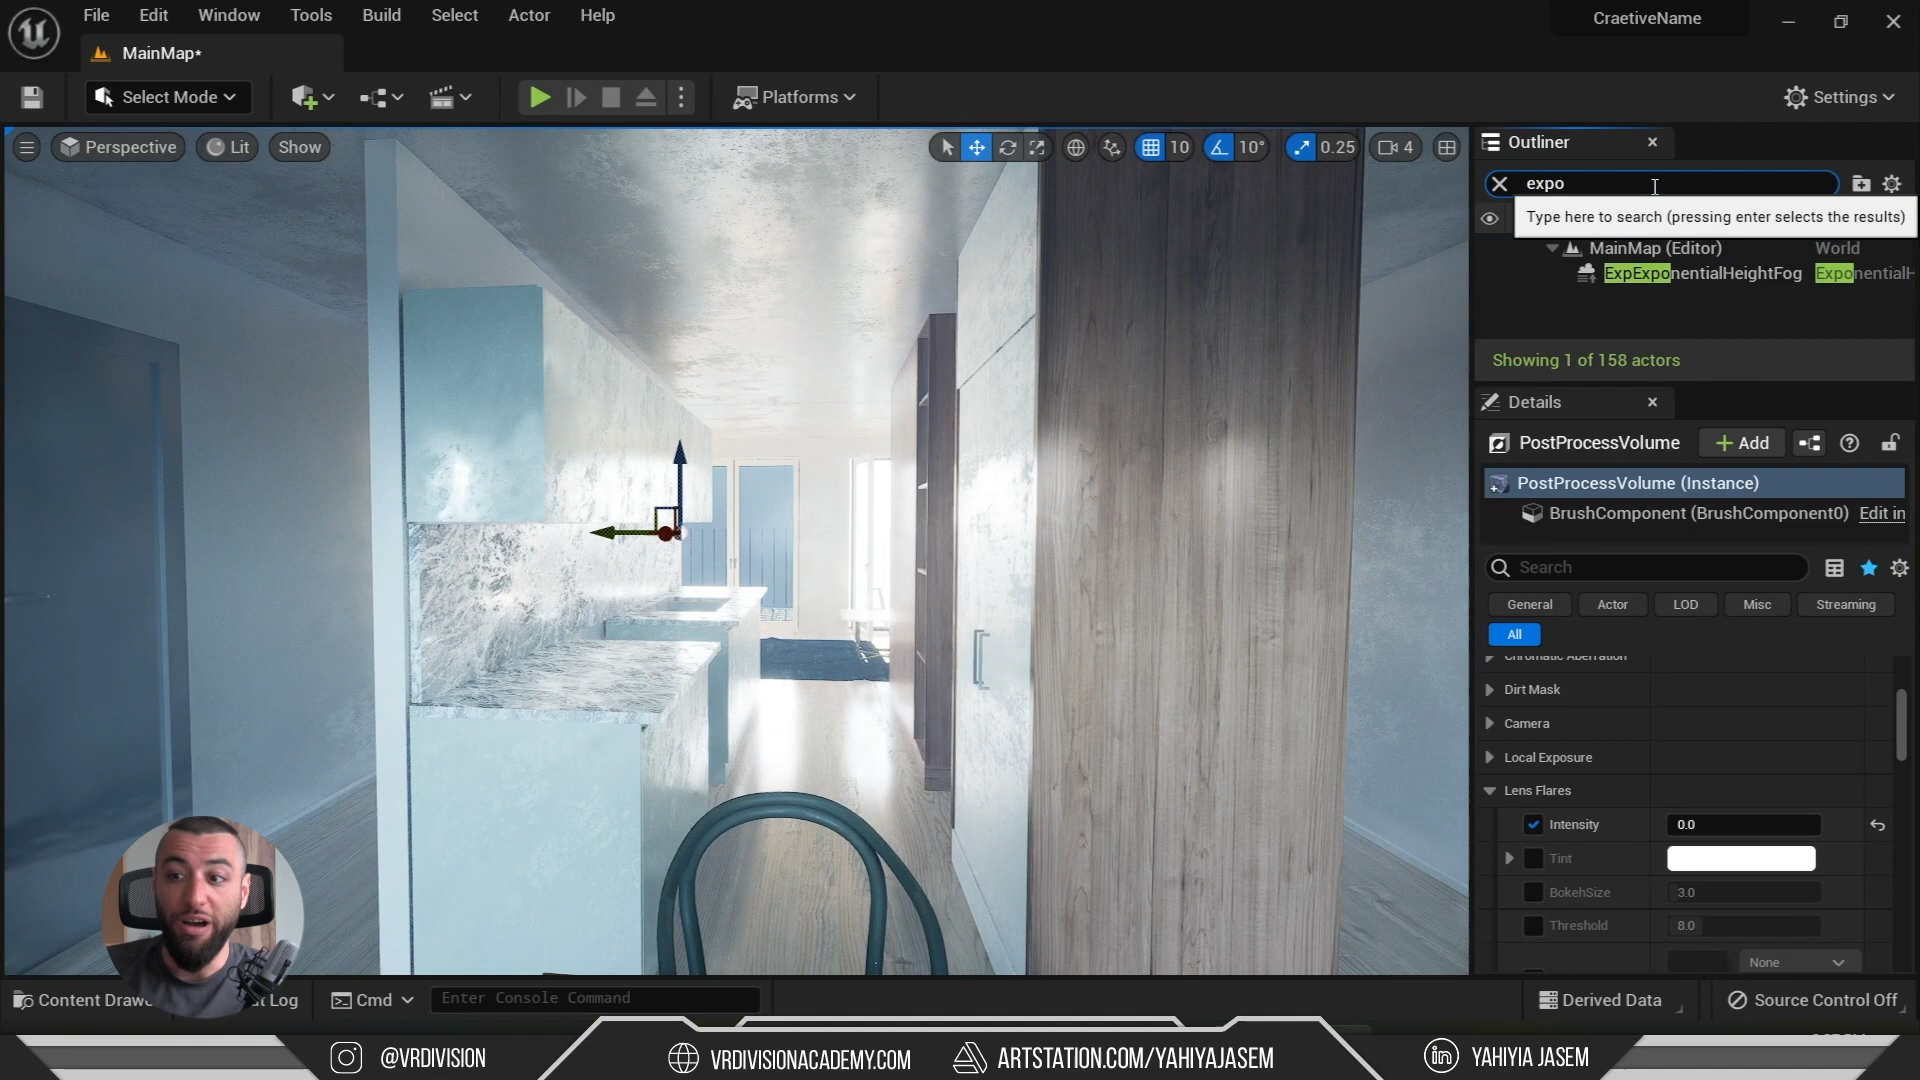 File Edit Window Tools Build Select Actor Help
CraetiveName
MainMap*
Select Mode
Platforms
Settings
Perspective Lit Show
10 10° 0.25 4
Outliner
expo
Type here to search (pressing enter selects the results)
MainMap (Editor) World
ExpExponentialHeightFog ExponentialH
Showing 1 of 158 actors
Details
PostProcessVolume Add
PostProcessVolume (Instance)
BrushComponent (BrushComponent0) Edit in
Search
General Actor LOD Misc Streaming
All
Chromatic Aberration
Dirt Mask
Camera
Local Exposure
Lens Flares
Intensity 0.0
Tint
BokehSize 3.0
Threshold 8.0
None
Content Drawe t Log Cmd Enter Console Command Derived Data Source Control Off
@VRDIVISION VRDIVISIONACADEMY.COM ARTSTATION.COM/YAHIYAJASEM in YAHIYIA JASEM